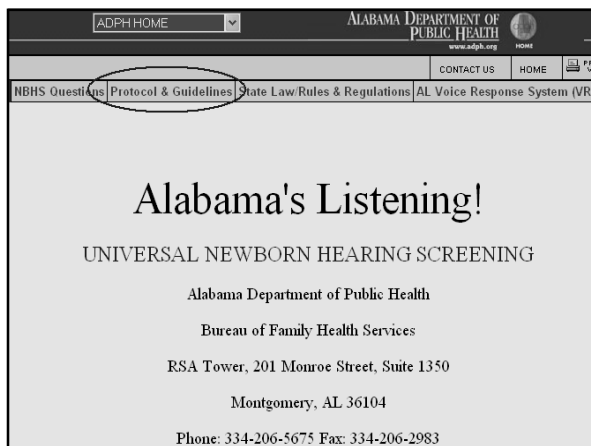 ADPH HOME
ALABAMA DEPARTMENT OF
PUBLIC HEALTH
www.adph.org
HOME
CONTACT US
HOME
NBHS Questions
Protocol & Guidelines
State Law/Rules & Regulations
AL Voice Response System (VR
Alabama's Listening!
UNIVERSAL NEWBORN HEARING SCREENING
Alabama Department of Public Health
Bureau of Family Health Services
RSA Tower, 201 Monroe Street, Suite 1350
Montgomery, AL 36104
Phone: 334-206-5675 Fax: 334-206-2983